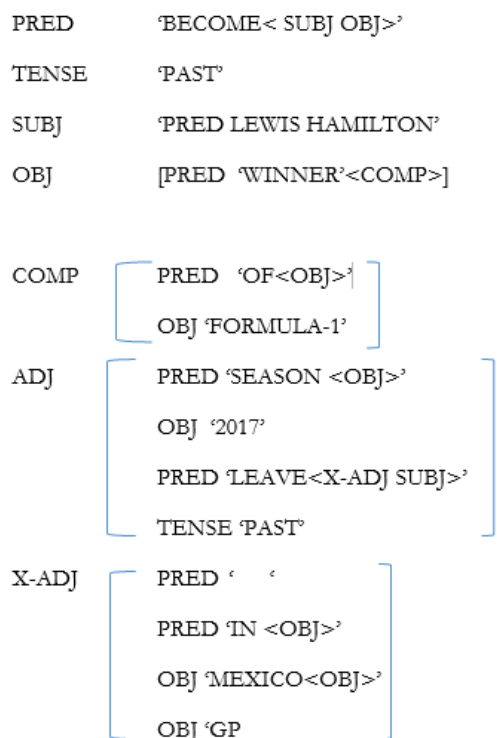 PRED ‘BECOME< SUBJ OBJ>’
TENSE ‘PAST’
SUBJ ‘PRED LEWIS HAMILTON’
OBJ [PRED ‘WINNER’<COMP>]
COMP PRED ‘OF<OBJ>’
OBJ ‘FORMULA-1’
ADJ PRED ‘SEASON <OBJ>’
OBJ ‘2017’
PRED ‘LEAVE<X-ADJ SUBJ>’
TENSE ‘PAST’
X-ADJ PRED ‘ ‘
PRED ‘IN <OBJ>’
OBJ ‘MEXICO<OBJ>’
OBJ ‘GP